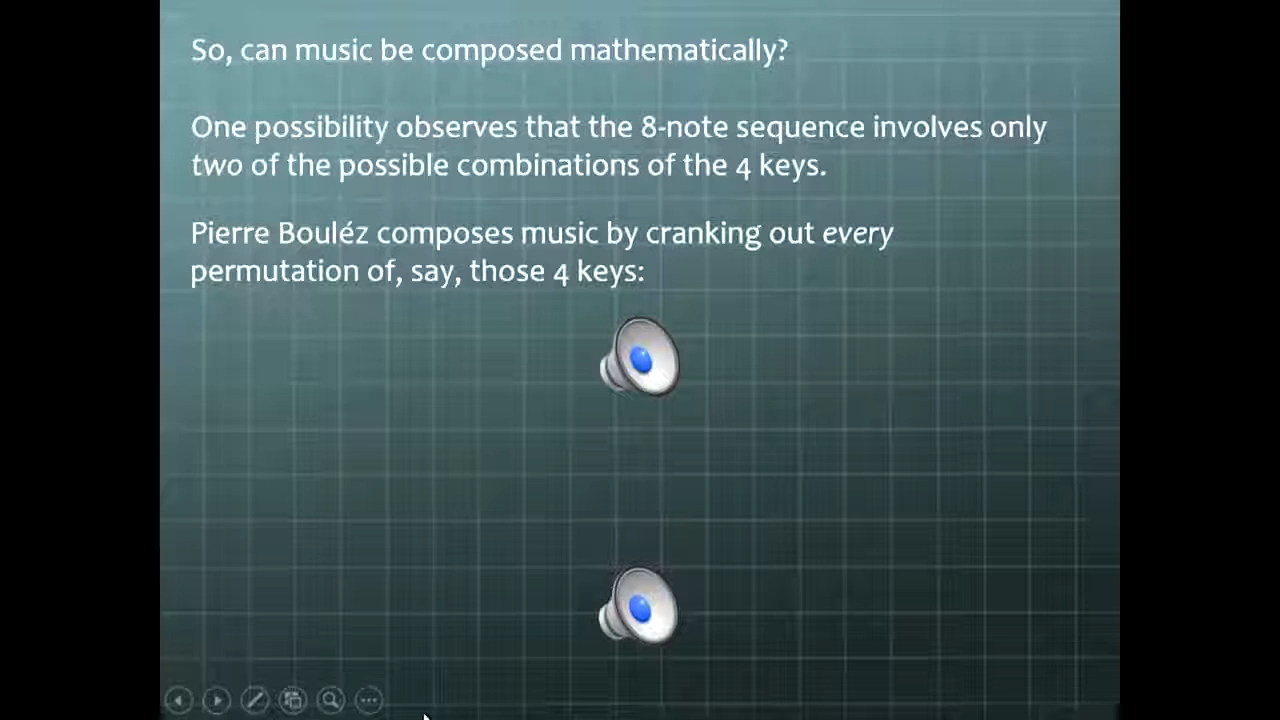 So, can music be composed mathematically?
One possibility observes that the 8-note sequence involves only
two of the possible combinations of the 4 keys.
Pierre Bouléz composes music by cranking out every
permutation of, say, those 4 keys: